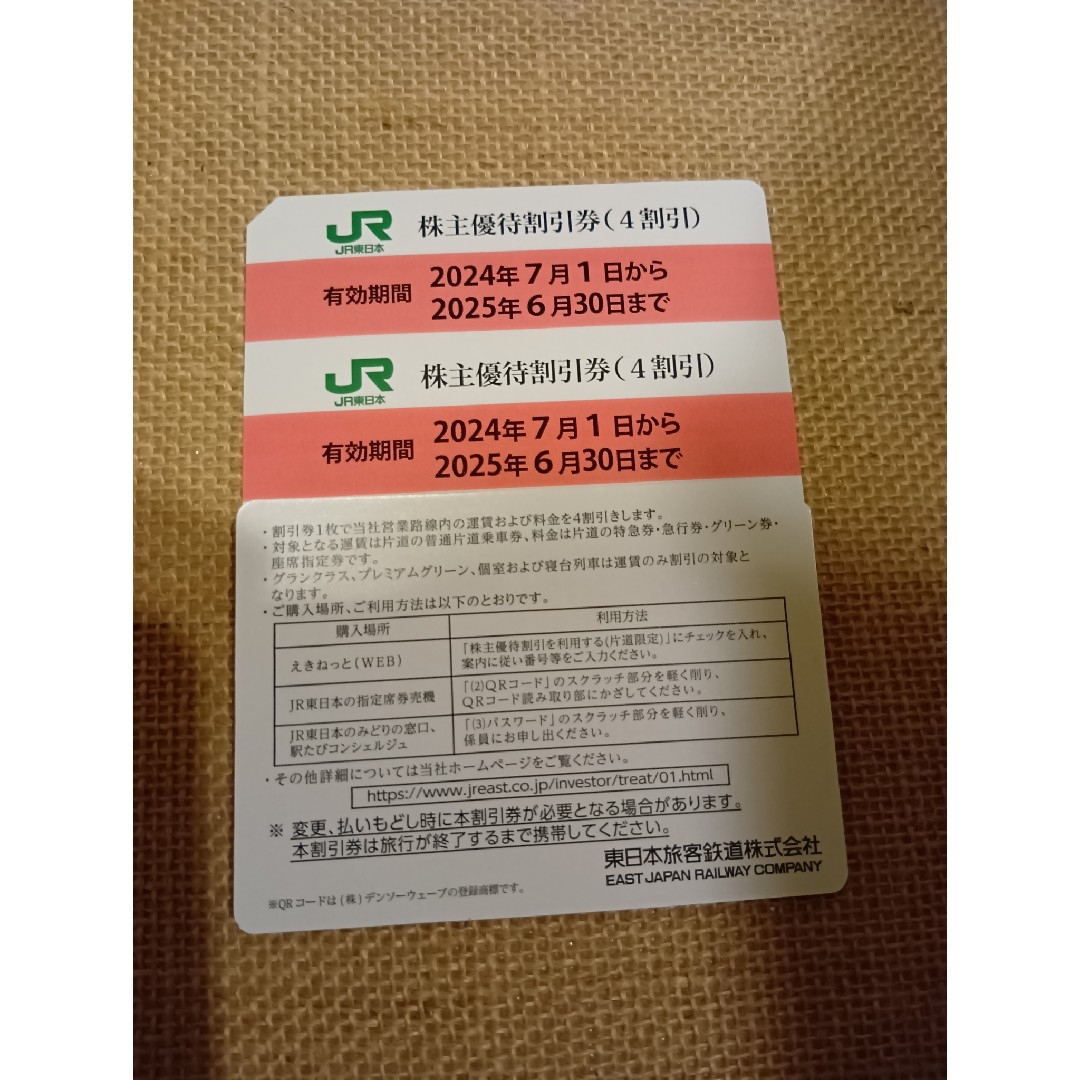 JR
JR東日本
株主優待割引券(4割引)
有効期間
2024年7月1日から
2025年6月30日まで
JR
JR東日本
株主優待割引券(4割引)
有効期間
2024年7月1日から
2025年6月30日まで
・割引券1枚で当社営業路線内の運賃および料金を4割引きします。
・対象となる運賃は片道の普通片道乗車券、料金は片道の特急券・急行券・グリーン券・
座席指定券です。
・グランクラス、プレミアムグリーン、個室および寝台列車は運賃のみ割引の対象と
なります。
・ご購入場所、ご利用方法は以下のとおりです。
購入場所 利用方法
えきねっと(WEB)
「株主優待割引を利用する(片道限定)」にチェックを入れ、
案内に従い番号等をご入力ください。
JR東日本の指定席券売機
「(2)QRコード」のスクラッチ部分を軽く削り、
QRコード読み取り部にかざしてください。
JR東日本のみどりの窓口、
駅たびコンシェルジュ
「(3)パスワード」のスクラッチ部分を軽く削り、
係員にお申し出ください。
・その他詳細については当社ホームページをご覧ください。
https://www.jreast.co.jp/investor/treat/01.html
※ 変更、払いもどし時に本割引券が必要となる場合があります。
本割引券は旅行が終了するまで携帯してください。
東日本旅客鉄道株式会社
EAST JAPAN RAILWAY COMPANY
※QRコードは(株)デンソーウェーブの登録商標です。